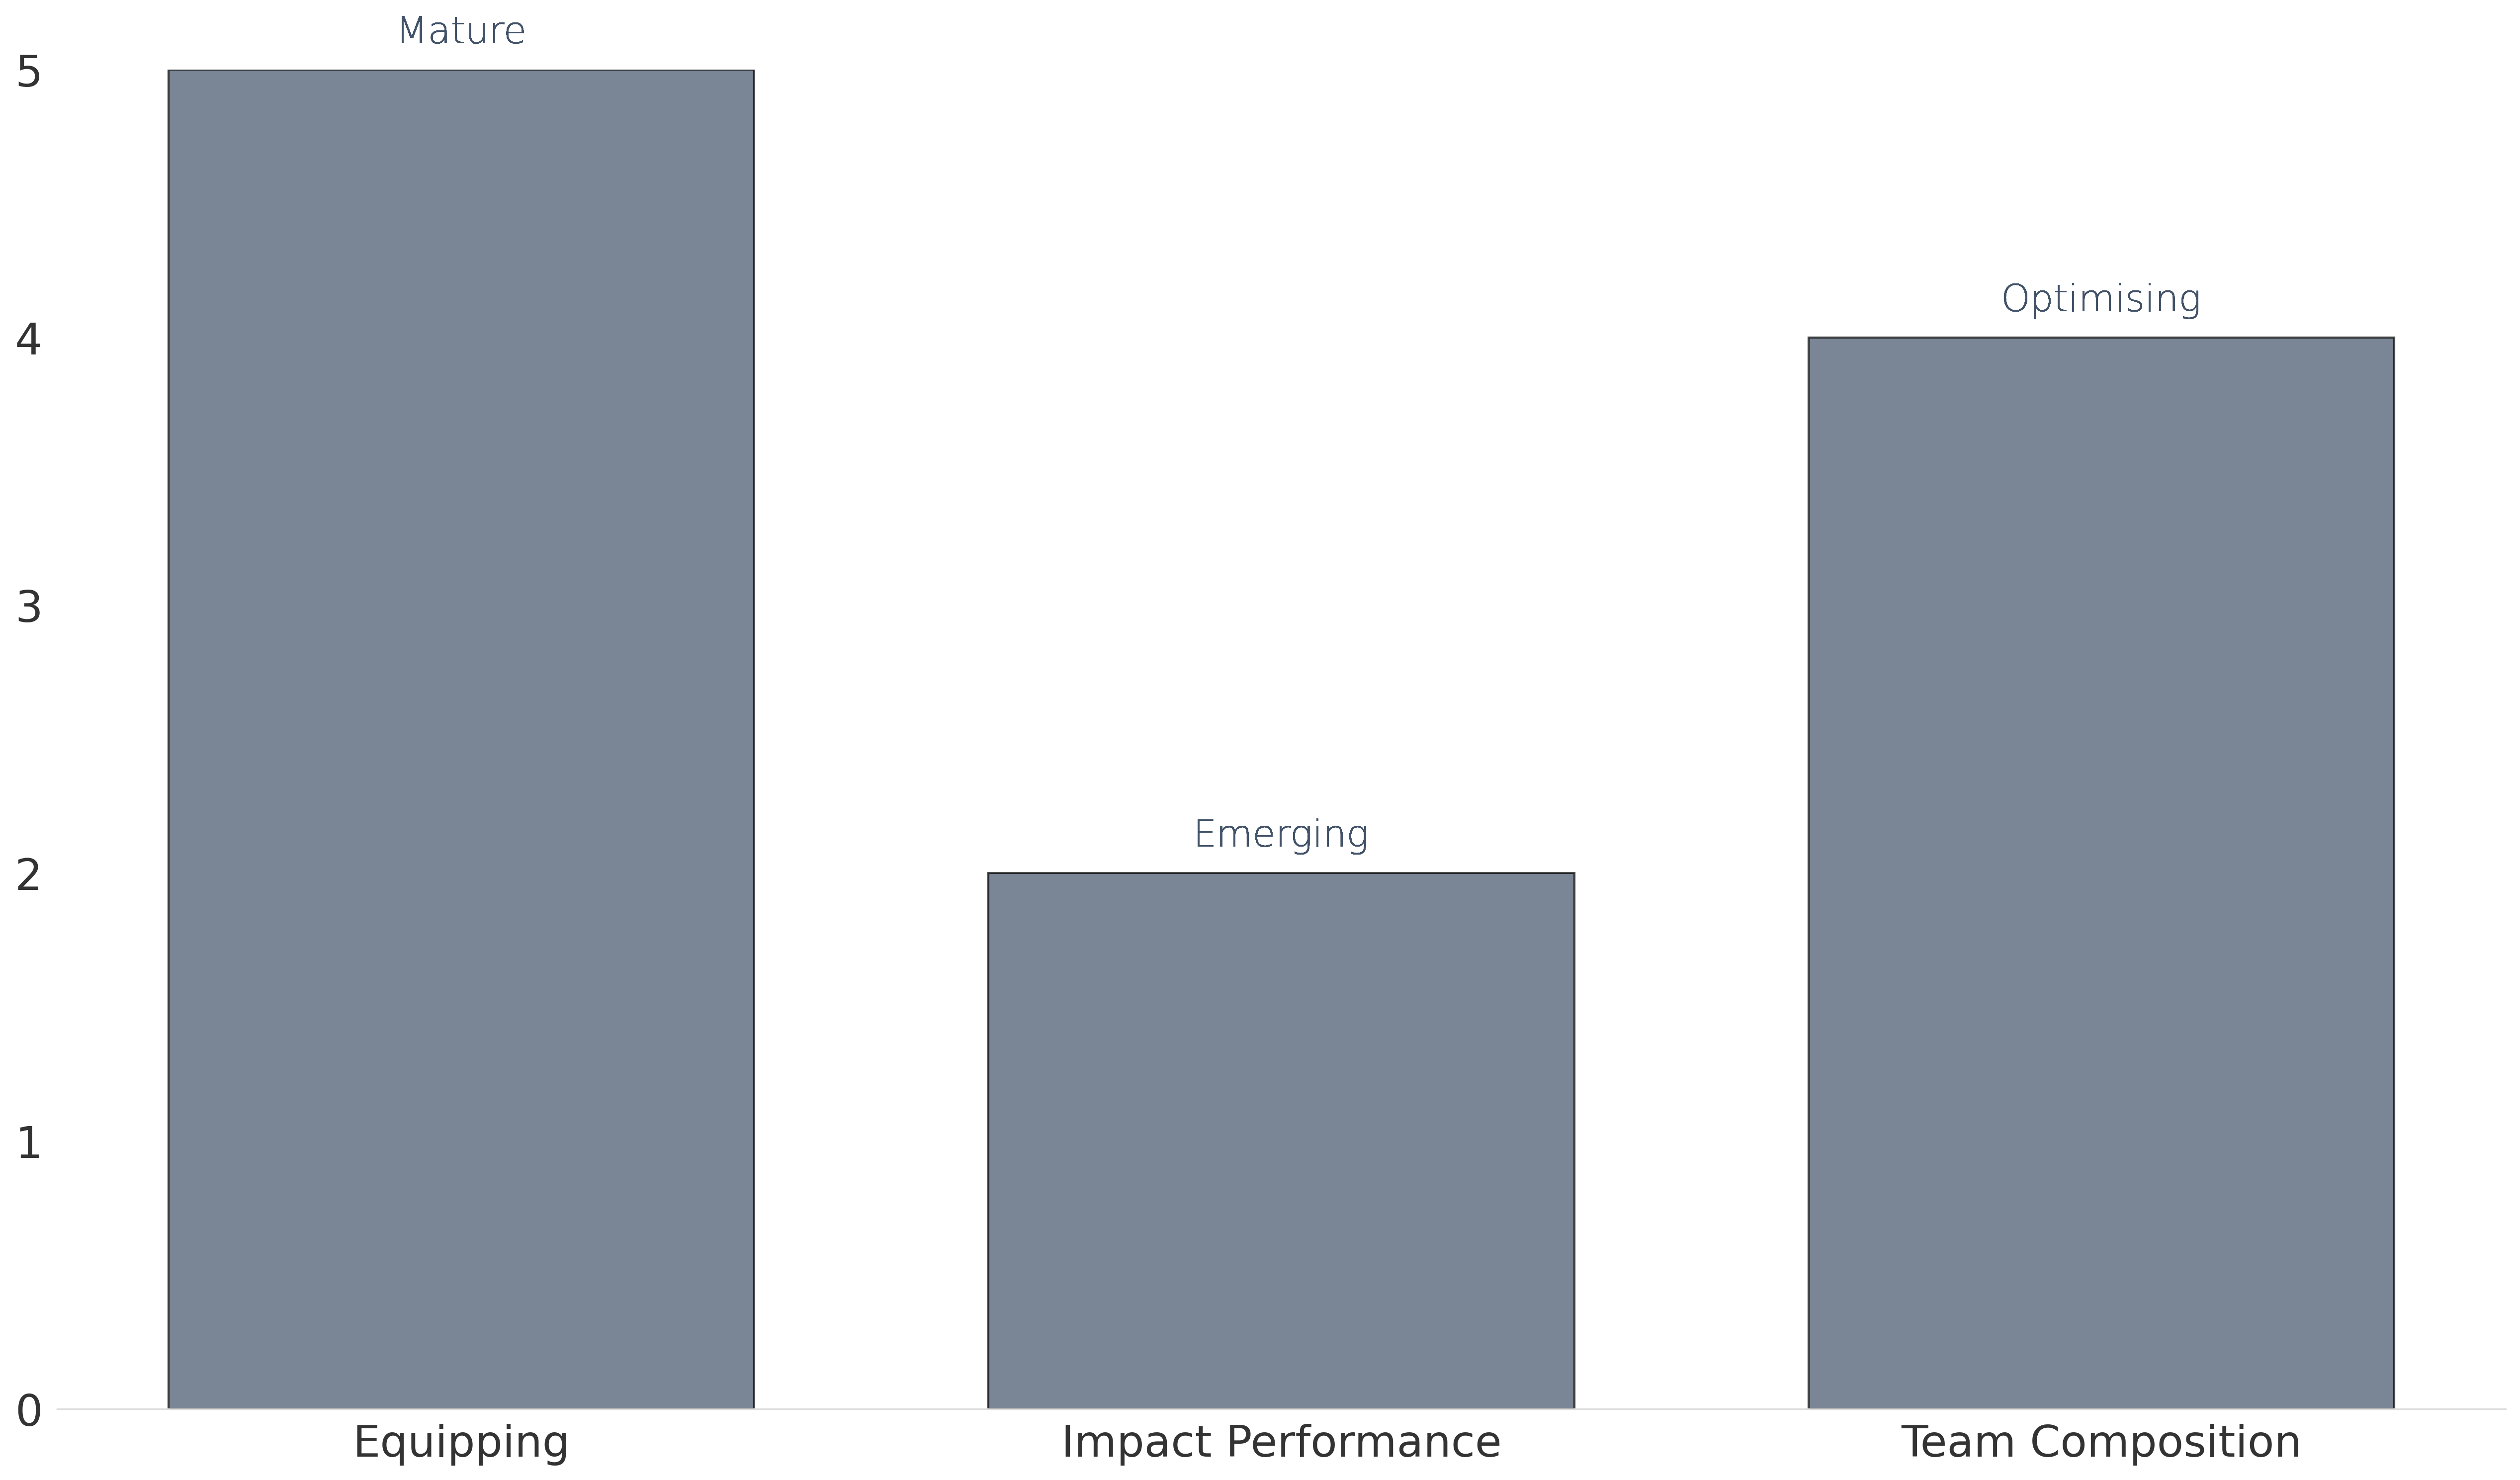 Mature
5
Optimising
4
3
Emerging
2
1
0
Equipping
Impact Performance
Team Composition